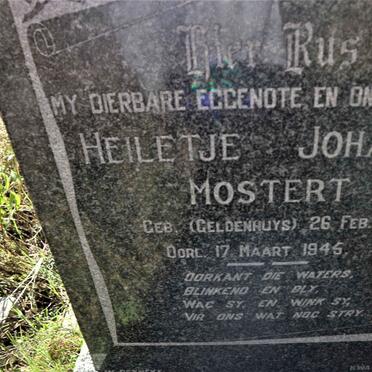 Hier Rus
MY DIERBARE EGGENOTE EN ON
HEILETJE JOHA
MOSTERT
GEB. (GELDENHUYS) 26 FEB.
OORL. 17 MAART 1945,
OORKANT DIE WATERS,
BLINKEND EN BLY,
WAG SY, EN WINK SY,
VIR ONS WAT NOG STRY.